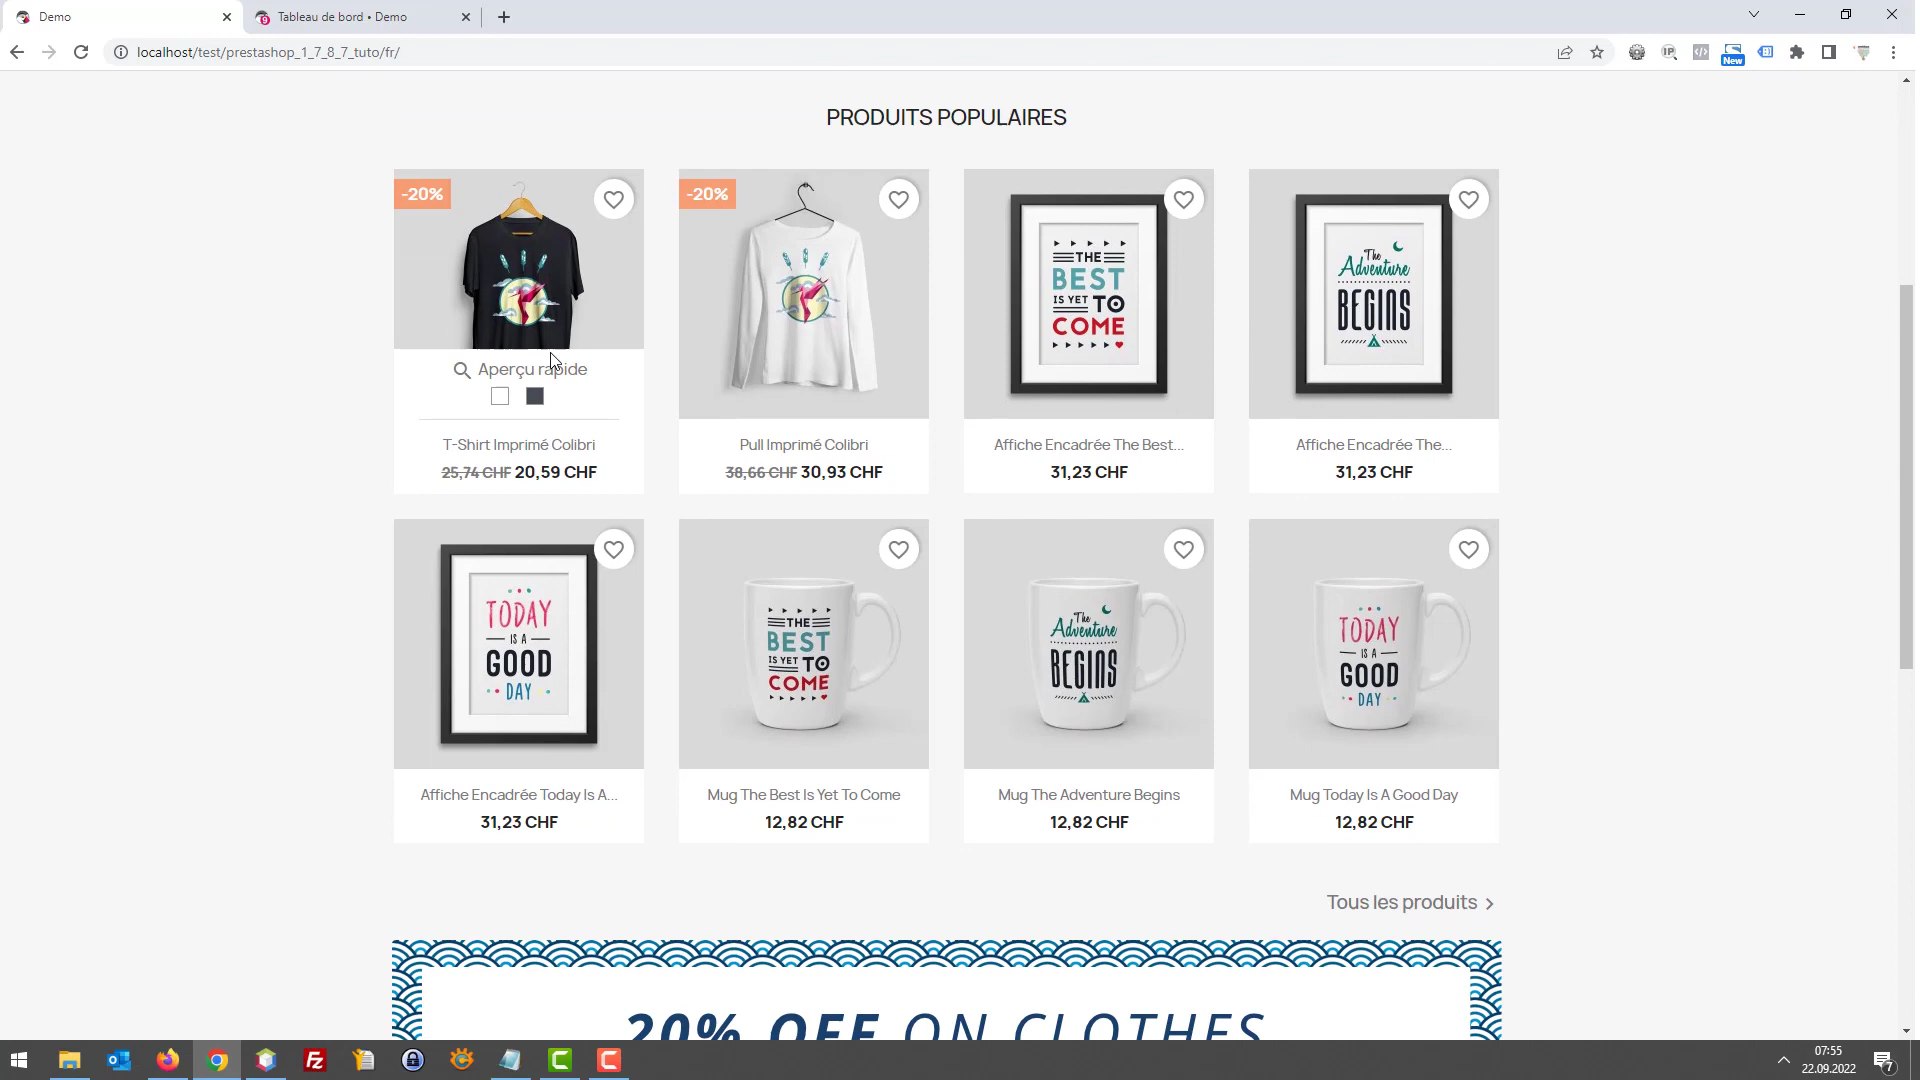 Demo
Tableau de bord • Demo
localhost/test/prestashop_1_7_8_7_tuto/fr/
IP
New
PRODUITS POPULAIRES
-20%
-20%
THE
BEST
IS YET TO
COME
The
Adventure
BEGINS
Aperçu rapide
T-Shirt Imprimé Colibri
25,74 CHF 20,59 CHF
Pull Imprimé Colibri
38,66 CHF 30,93 CHF
Affiche Encadrée The Best...
31,23 CHF
Affiche Encadrée The...
31,23 CHF
TODAY
IS A
GOOD
DAY
THE
BEST
IS YET TO
COME
The
Adventure
BEGINS
TODAY
IS A
GOOD
DAY
Affiche Encadrée Today Is A...
31,23 CHF
Mug The Best Is Yet To Come
12,82 CHF
Mug The Adventure Begins
12,82 CHF
Mug Today Is A Good Day
12,82 CHF
Tous les produits
20% OFF ON CLOTHES
Fz
07:55
22.09.2022
7